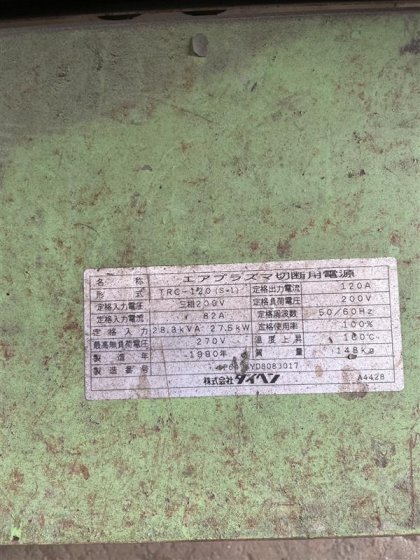 名 称 エアプラズマ切断用電源
形 式 TRC-120 (S-1) 定格出力電流 120A
定格入力電圧 三相200V 定格負荷電圧 200V
定格入力電流 82A 定格周波数 50/60Hz
定格入力 28.3kVA 27.5kW 定格使用率 100%
最高無負荷電圧 270V 温度上昇 160℃
製造年 1990年 質量 148kg
製造番号 YD8083017
株式会社ダイヘン A4428